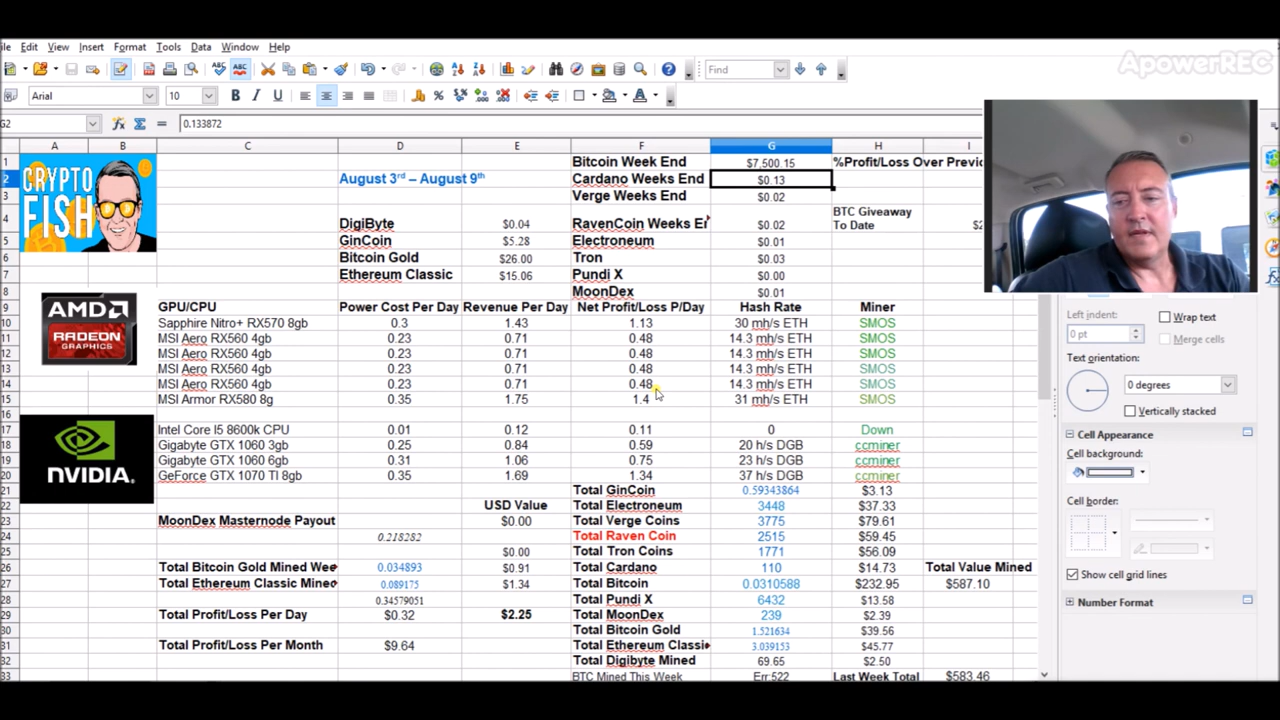 ApowerREC
File Edit View Insert Format Tools Data Window Help
Find
Arial 10
G2 0.133872
A B C D E F G H I
1 Bitcoin Week End $7,500.15 %Profit/Loss Over Previ
2 August 3rd – August 9th Cardano Weeks End $0.13
3 Verge Weeks End $0.02
4 DigiByte $0.04 RavenCoin Weeks E $0.02 BTC Giveaway To Date
5 GinCoin $5.28 Electroneum $0.01
6 Bitcoin Gold $26.00 Tron $0.03
7 Ethereum Classic $15.06 Pundi X $0.00
8 MoonDex $0.01
CRYPTO
FISH
9 GPU/CPU Power Cost Per Day Revenue Per Day Net Profit/Loss P/Day Hash Rate Miner
10 Sapphire Nitro+ RX570 8gb 0.3 1.43 1.13 30 mh/s ETH SMOS
11 MSI Aero RX560 4gb 0.23 0.71 0.48 14.3 mh/s ETH SMOS
12 MSI Aero RX560 4gb 0.23 0.71 0.48 14.3 mh/s ETH SMOS
13 MSI Aero RX560 4gb 0.23 0.71 0.48 14.3 mh/s ETH SMOS
14 MSI Aero RX560 4gb 0.23 0.71 0.48 14.3 mh/s ETH SMOS
15 MSI Armor RX580 8g 0.35 1.75 1.4 31 mh/s ETH SMOS
16
AMD
RADEON
GRAPHICS
17 Intel Core I5 8600k CPU 0.01 0.12 0.11 0 Down
18 Gigabyte GTX 1060 3gb 0.25 0.84 0.59 20 h/s DGB ccminer
19 Gigabyte GTX 1060 6gb 0.31 1.06 0.75 23 h/s DGB ccminer
20 GeForce GTX 1070 TI 8gb 0.35 1.69 1.34 37 h/s DGB ccminer
NVIDIA
21 Total GinCoin 0.59343864 $3.13
22 USD Value Total Electroneum 3448 $37.33
23 MoonDex Masternode Payout $0.00 Total Verge Coins 3775 $79.61
24 0.218282 Total Raven Coin 2515 $59.45
25 $0.00 Total Tron Coins 1771 $56.09
26 Total Bitcoin Gold Mined Wee 0.034893 $0.91 Total Cardano 110 $14.73 Total Value Mined
27 Total Ethereum Classic Mine 0.089175 $1.34 Total Bitcoin 0.0310588 $232.95 $587.10
28 0.34579051 Total Pundi X 6432 $13.58
29 Total Profit/Loss Per Day $0.32 $2.25 Total MoonDex 239 $2.39
30 Total Bitcoin Gold 1.521634 $39.56
31 Total Profit/Loss Per Month $9.64 Total Ethereum Classi 3.039153 $45.77
32 Total Digibyte Mined 69.65 $2.50
33 BTC Mined This Week Err:522 Last Week Total $583.46
Left indent:
0 pt
Wrap text
Merge cells
Text orientation:
0 degrees
Vertically stacked
Cell Appearance
Cell background:
Cell border:
Show cell grid lines
Number Format